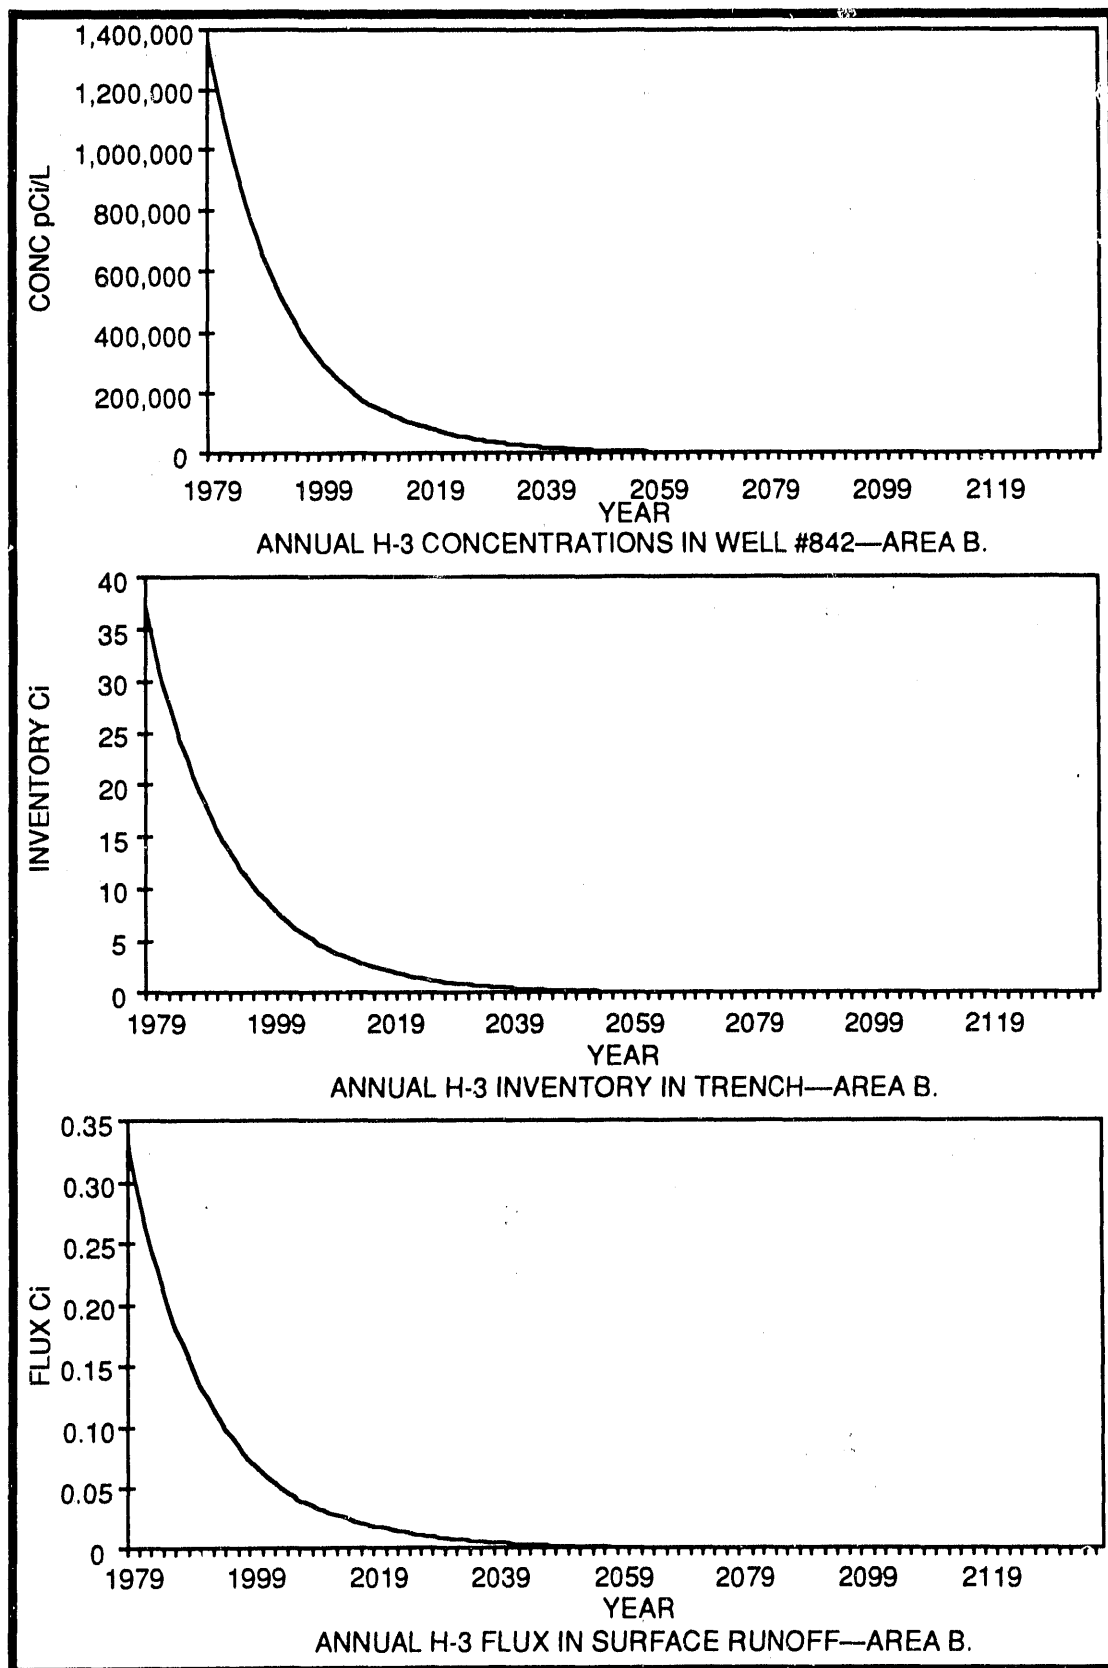 1,400,000
1,200,000
1,000,000
800,000
600,000
400,000
200,000
0
CONC pCi/L
1979 1999 2019 2039 2059 2079 2099 2119
YEAR
ANNUAL H-3 CONCENTRATIONS IN WELL #842—AREA B.
40
35
30
25
20
15
10
5
0
INVENTORY Ci
1979 1999 2019 2039 2059 2079 2099 2119
YEAR
ANNUAL H-3 INVENTORY IN TRENCH—AREA B.
0.35
0.30
0.25
0.20
0.15
0.10
0.05
0
FLUX Ci
1979 1999 2019 2039 2059 2079 2099 2119
YEAR
ANNUAL H-3 FLUX IN SURFACE RUNOFF—AREA B.